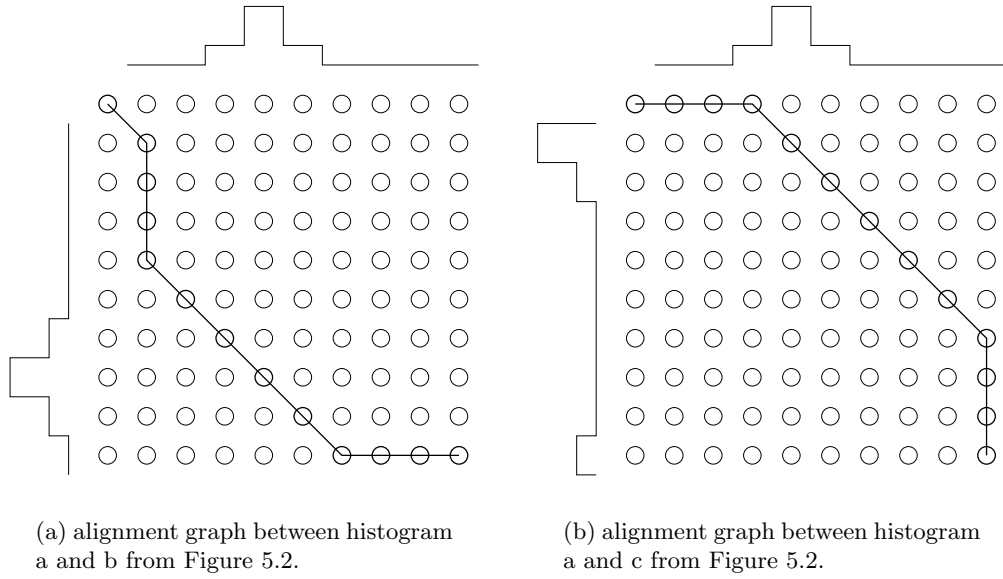 (a) alignment graph between histogram
a and b from Figure 5.2.
(b) alignment graph between histogram
a and c from Figure 5.2.